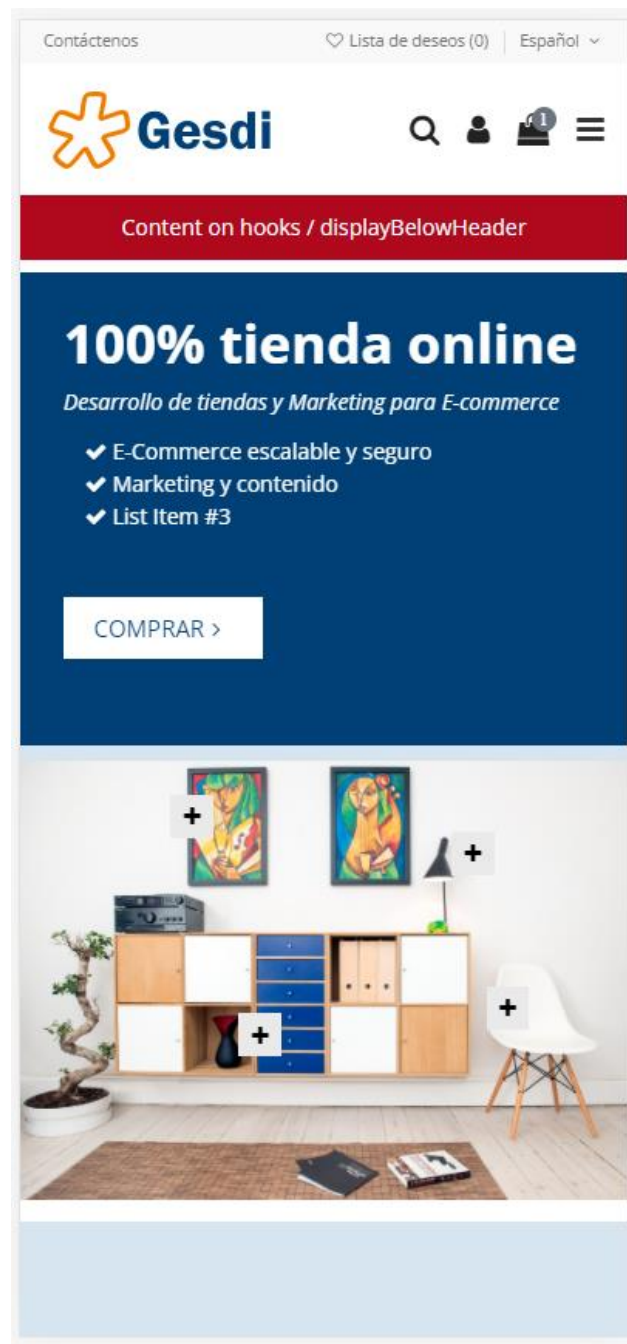 Contáctenos
Lista de deseos (0)
Español
Gesdi
1
Content on hooks / displayBelowHeader
100% tienda online
Desarrollo de tiendas y Marketing para E-commerce
E-Commerce escalable y seguro
Marketing y contenido
List Item #3
COMPRAR >
+
+
+
+